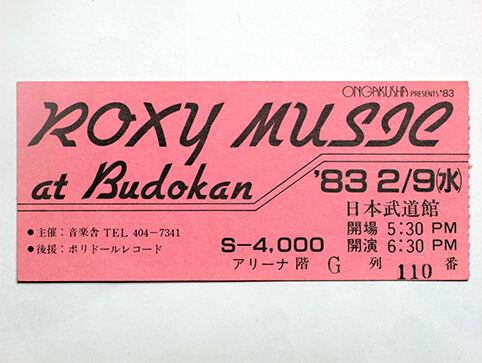 ONGAKUSHA PRESENTS '83
ROXY MUSIC
at Budokan
'83 2/9(水)
日本武道館
●主催：音楽舎 TEL 404-7341
開場 5:30 PM
●後援：ポリドールレコード
S-4,000
開演 6:30 PM
アリーナ 階 G 列 110 番